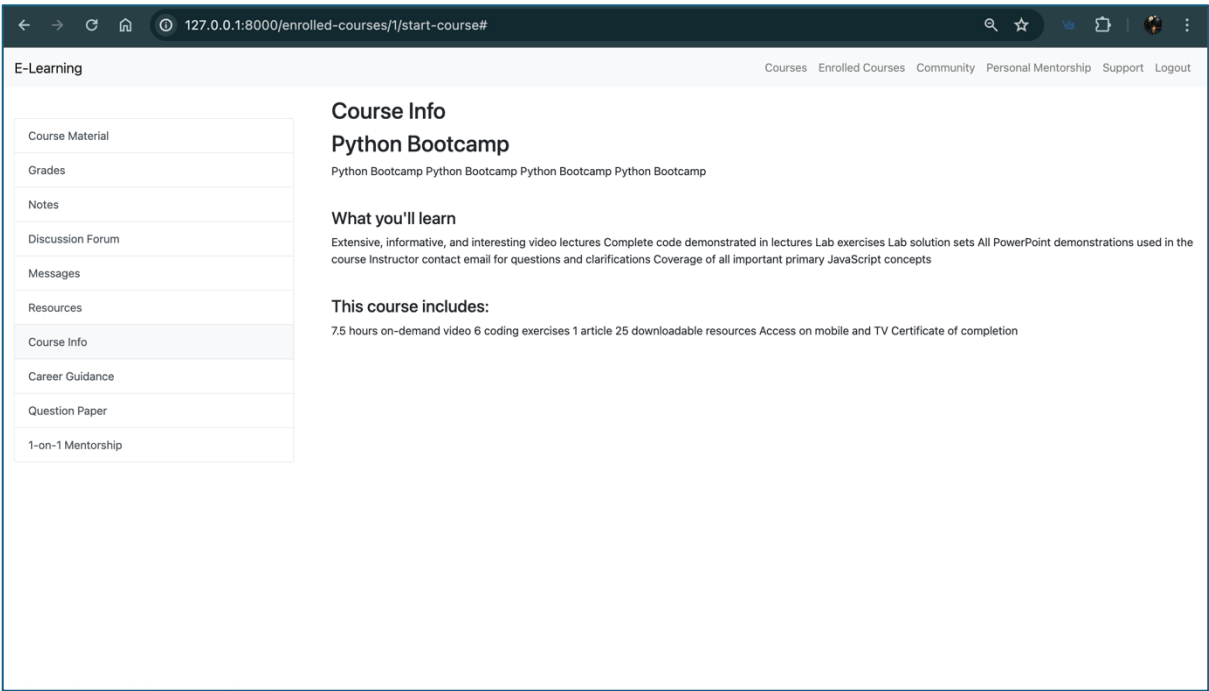 127.0.0.1:8000/enrolled-courses/1/start-course#
E-Learning
Courses Enrolled Courses Community Personal Mentorship Support Logout
Course Material
Grades
Notes
Discussion Forum
Messages
Resources
Course Info
Career Guidance
Question Paper
1-on-1 Mentorship
Course Info
Python Bootcamp
Python Bootcamp Python Bootcamp Python Bootcamp Python Bootcamp
What you'll learn
Extensive, informative, and interesting video lectures Complete code demonstrated in lectures Lab exercises Lab solution sets All PowerPoint demonstrations used in the
course Instructor contact email for questions and clarifications Coverage of all important primary JavaScript concepts
This course includes:
7.5 hours on-demand video 6 coding exercises 1 article 25 downloadable resources Access on mobile and TV Certificate of completion